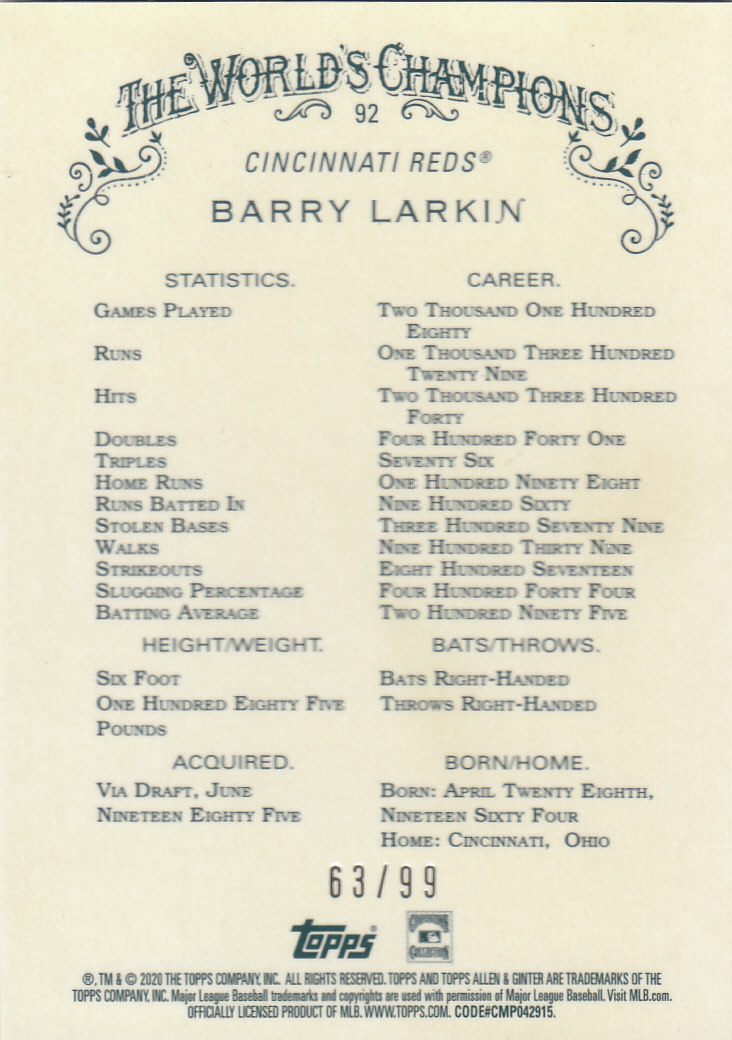 THE WORLD'S CHAMPIONS
92
CINCINNATI REDS®
BARRY LARKIN
STATISTICS. CAREER.
GAMES PLAYED TWO THOUSAND ONE HUNDRED
EIGHTY
RUNS ONE THOUSAND THREE HUNDRED
TWENTY NINE
HITS TWO THOUSAND THREE HUNDRED
FORTY
DOUBLES FOUR HUNDRED FORTY ONE
TRIPLES SEVENTY SIX
HOME RUNS ONE HUNDRED NINETY EIGHT
RUNS BATTED IN NINE HUNDRED SIXTY
STOLEN BASES THREE HUNDRED SEVENTY NINE
WALKS NINE HUNDRED THIRTY NINE
STRIKEOUTS EIGHT HUNDRED SEVENTEEN
SLUGGING PERCENTAGE FOUR HUNDRED FORTY FOUR
BATTING AVERAGE TWO HUNDRED NINETY FIVE
HEIGHT/WEIGHT. BATS/THROWS.
SIX FOOT BATS RIGHT-HANDED
ONE HUNDRED EIGHTY FIVE THROWS RIGHT-HANDED
POUNDS
ACQUIRED. BORN/HOME.
VIA DRAFT, JUNE BORN: APRIL TWENTY EIGHTH,
NINETEEN EIGHTY FIVE NINETEEN SIXTY FOUR
HOME: CINCINNATI, OHIO
63/99
Topps®
COOPERSTOWN
COLLECTION
®, TM & © 2020 THE TOPPS COMPANY, INC. ALL RIGHTS RESERVED. TOPPS AND TOPPS ALLEN & GINTER ARE TRADEMARKS OF THE
TOPPS COMPANY, INC. Major League Baseball trademarks and copyrights are used with permission of Major League Baseball. Visit MLB.com.
OFFICIALLY LICENSED PRODUCT OF MLB. WWW.TOPPS.COM. CODE#CMP042915.